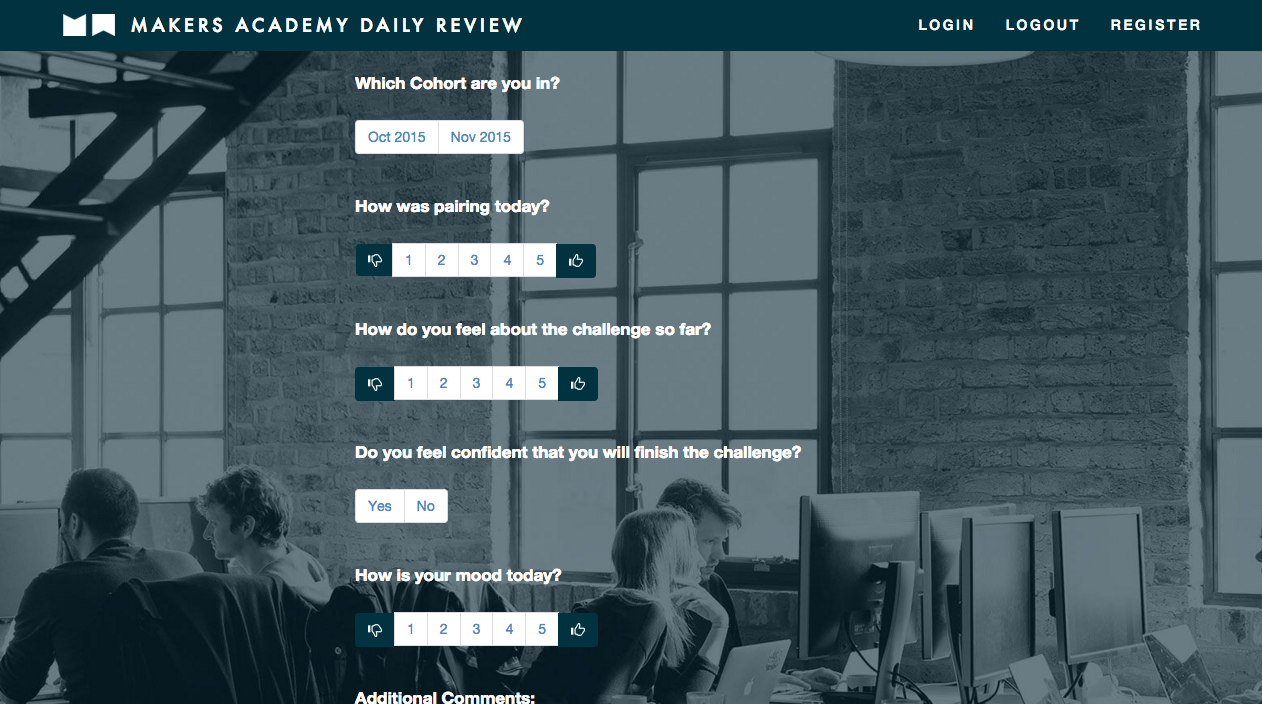 MAKERS ACADEMY DAILY REVIEW LOGIN LOGOUT REGISTER
Which Cohort are you in?
Oct 2015 Nov 2015
How was pairing today?
1 2 3 4 5
How do you feel about the challenge so far?
1 2 3 4 5
Do you feel confident that you will finish the challenge?
Yes No
How is your mood today?
1 2 3 4 5
Additional Comments: